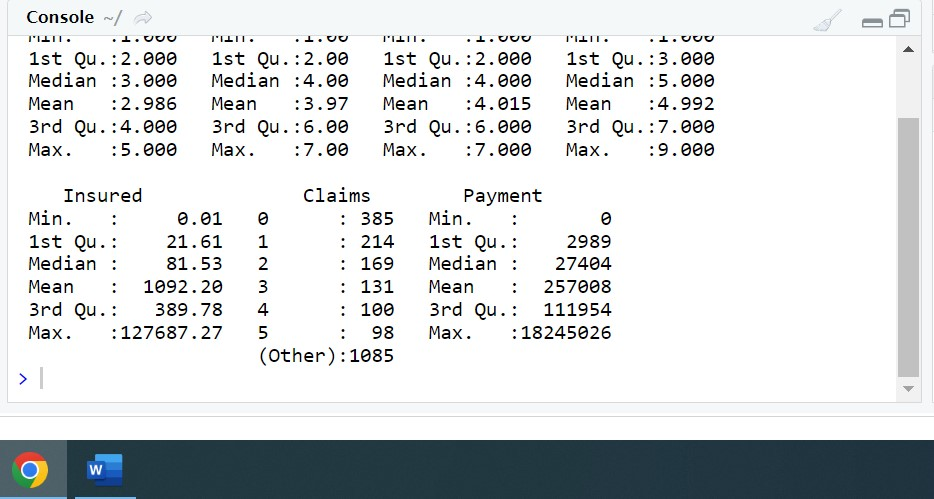 Console ~/
Min. :1.000 Min. :1.00 Min. :1.000 Min. :1.000
1st Qu.:2.000 1st Qu.:2.00 1st Qu.:2.000 1st Qu.:3.000
Median :3.000 Median :4.00 Median :4.000 Median :5.000
Mean :2.986 Mean :3.97 Mean :4.015 Mean :4.992
3rd Qu.:4.000 3rd Qu.:6.00 3rd Qu.:6.000 3rd Qu.:7.000
Max. :5.000 Max. :7.00 Max. :7.000 Max. :9.000
Insured Claims Payment
Min. : 0.01 0 : 385 Min. : 0
1st Qu.: 21.61 1 : 214 1st Qu.: 2989
Median : 81.53 2 : 169 Median : 27404
Mean : 1092.20 3 : 131 Mean : 257008
3rd Qu.: 389.78 4 : 100 3rd Qu.: 111954
Max. :127687.27 5 : 98 Max. :18245026
(Other):1085
>
W